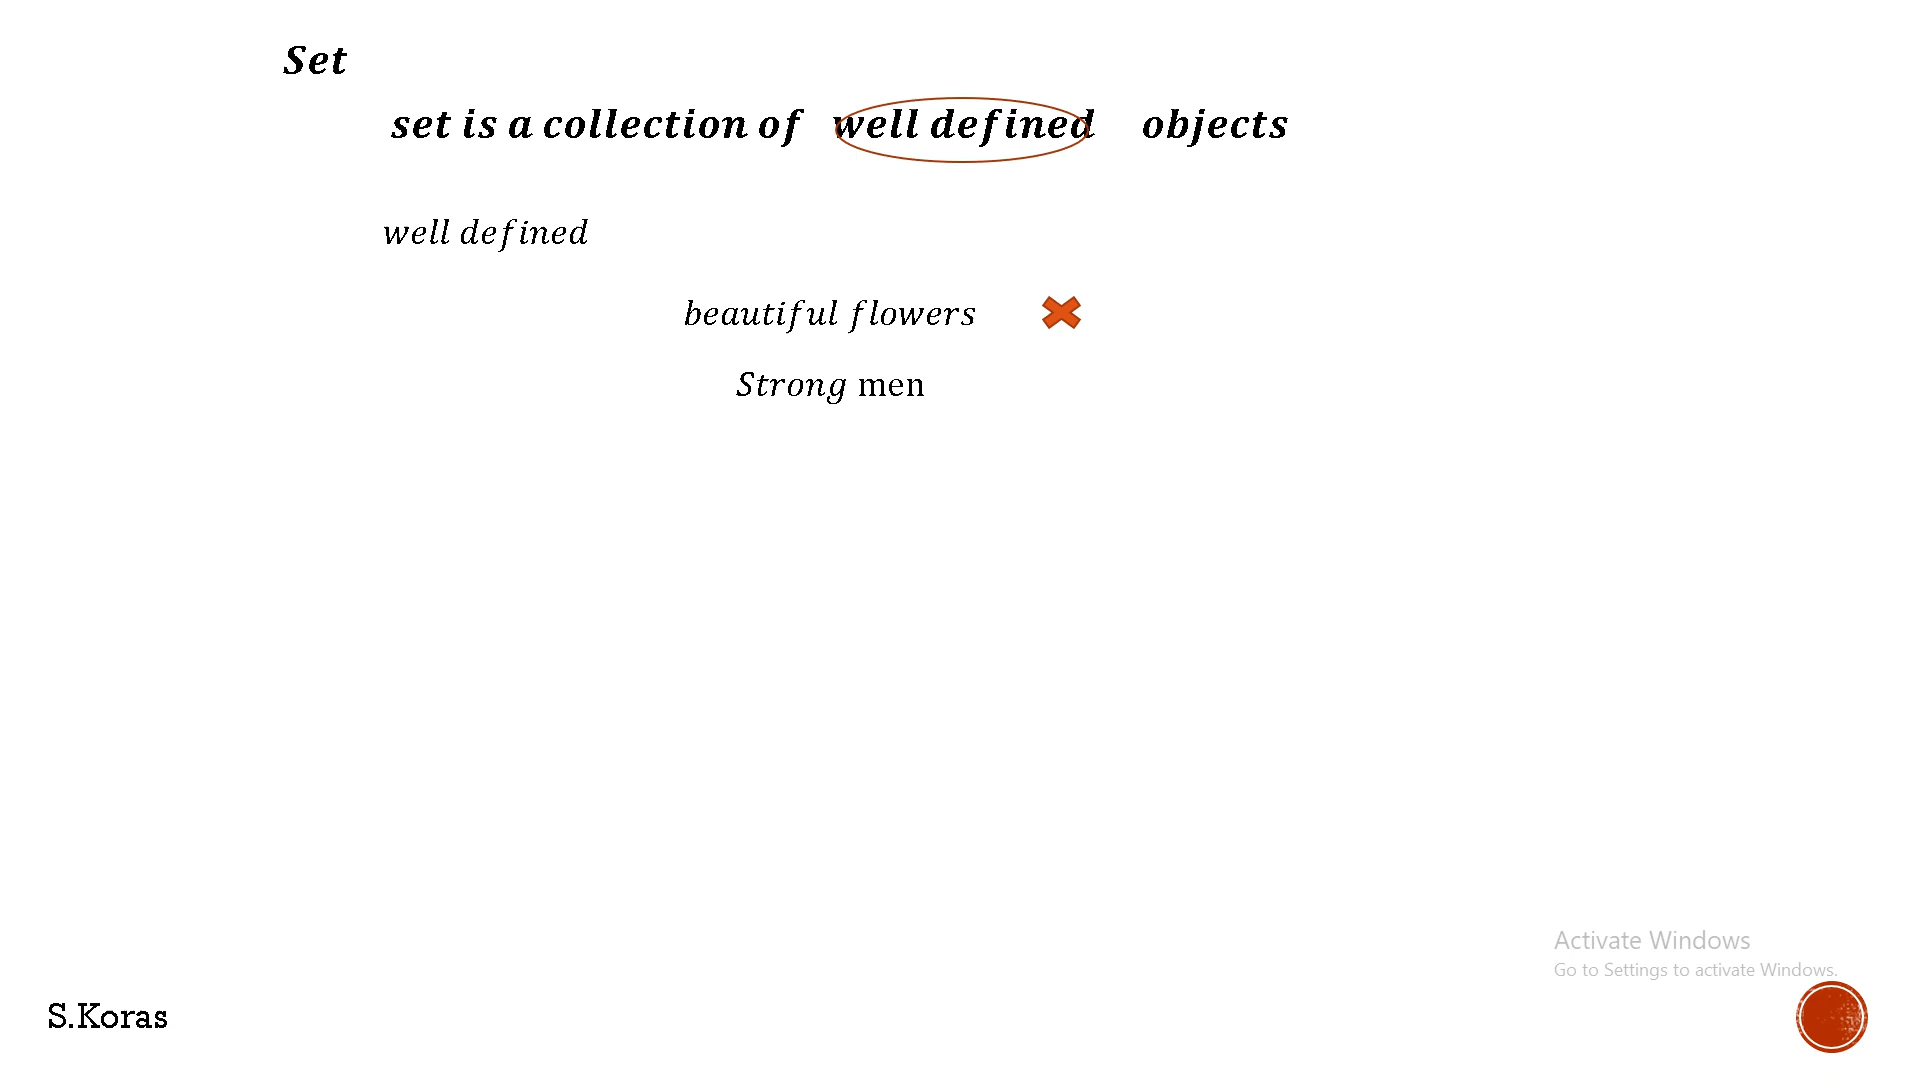 Set
set is a collection of well defined objects
well defined
beautiful flowers
Strong men
Activate Windows
Go to Settings to activate Windows.
S.Koras